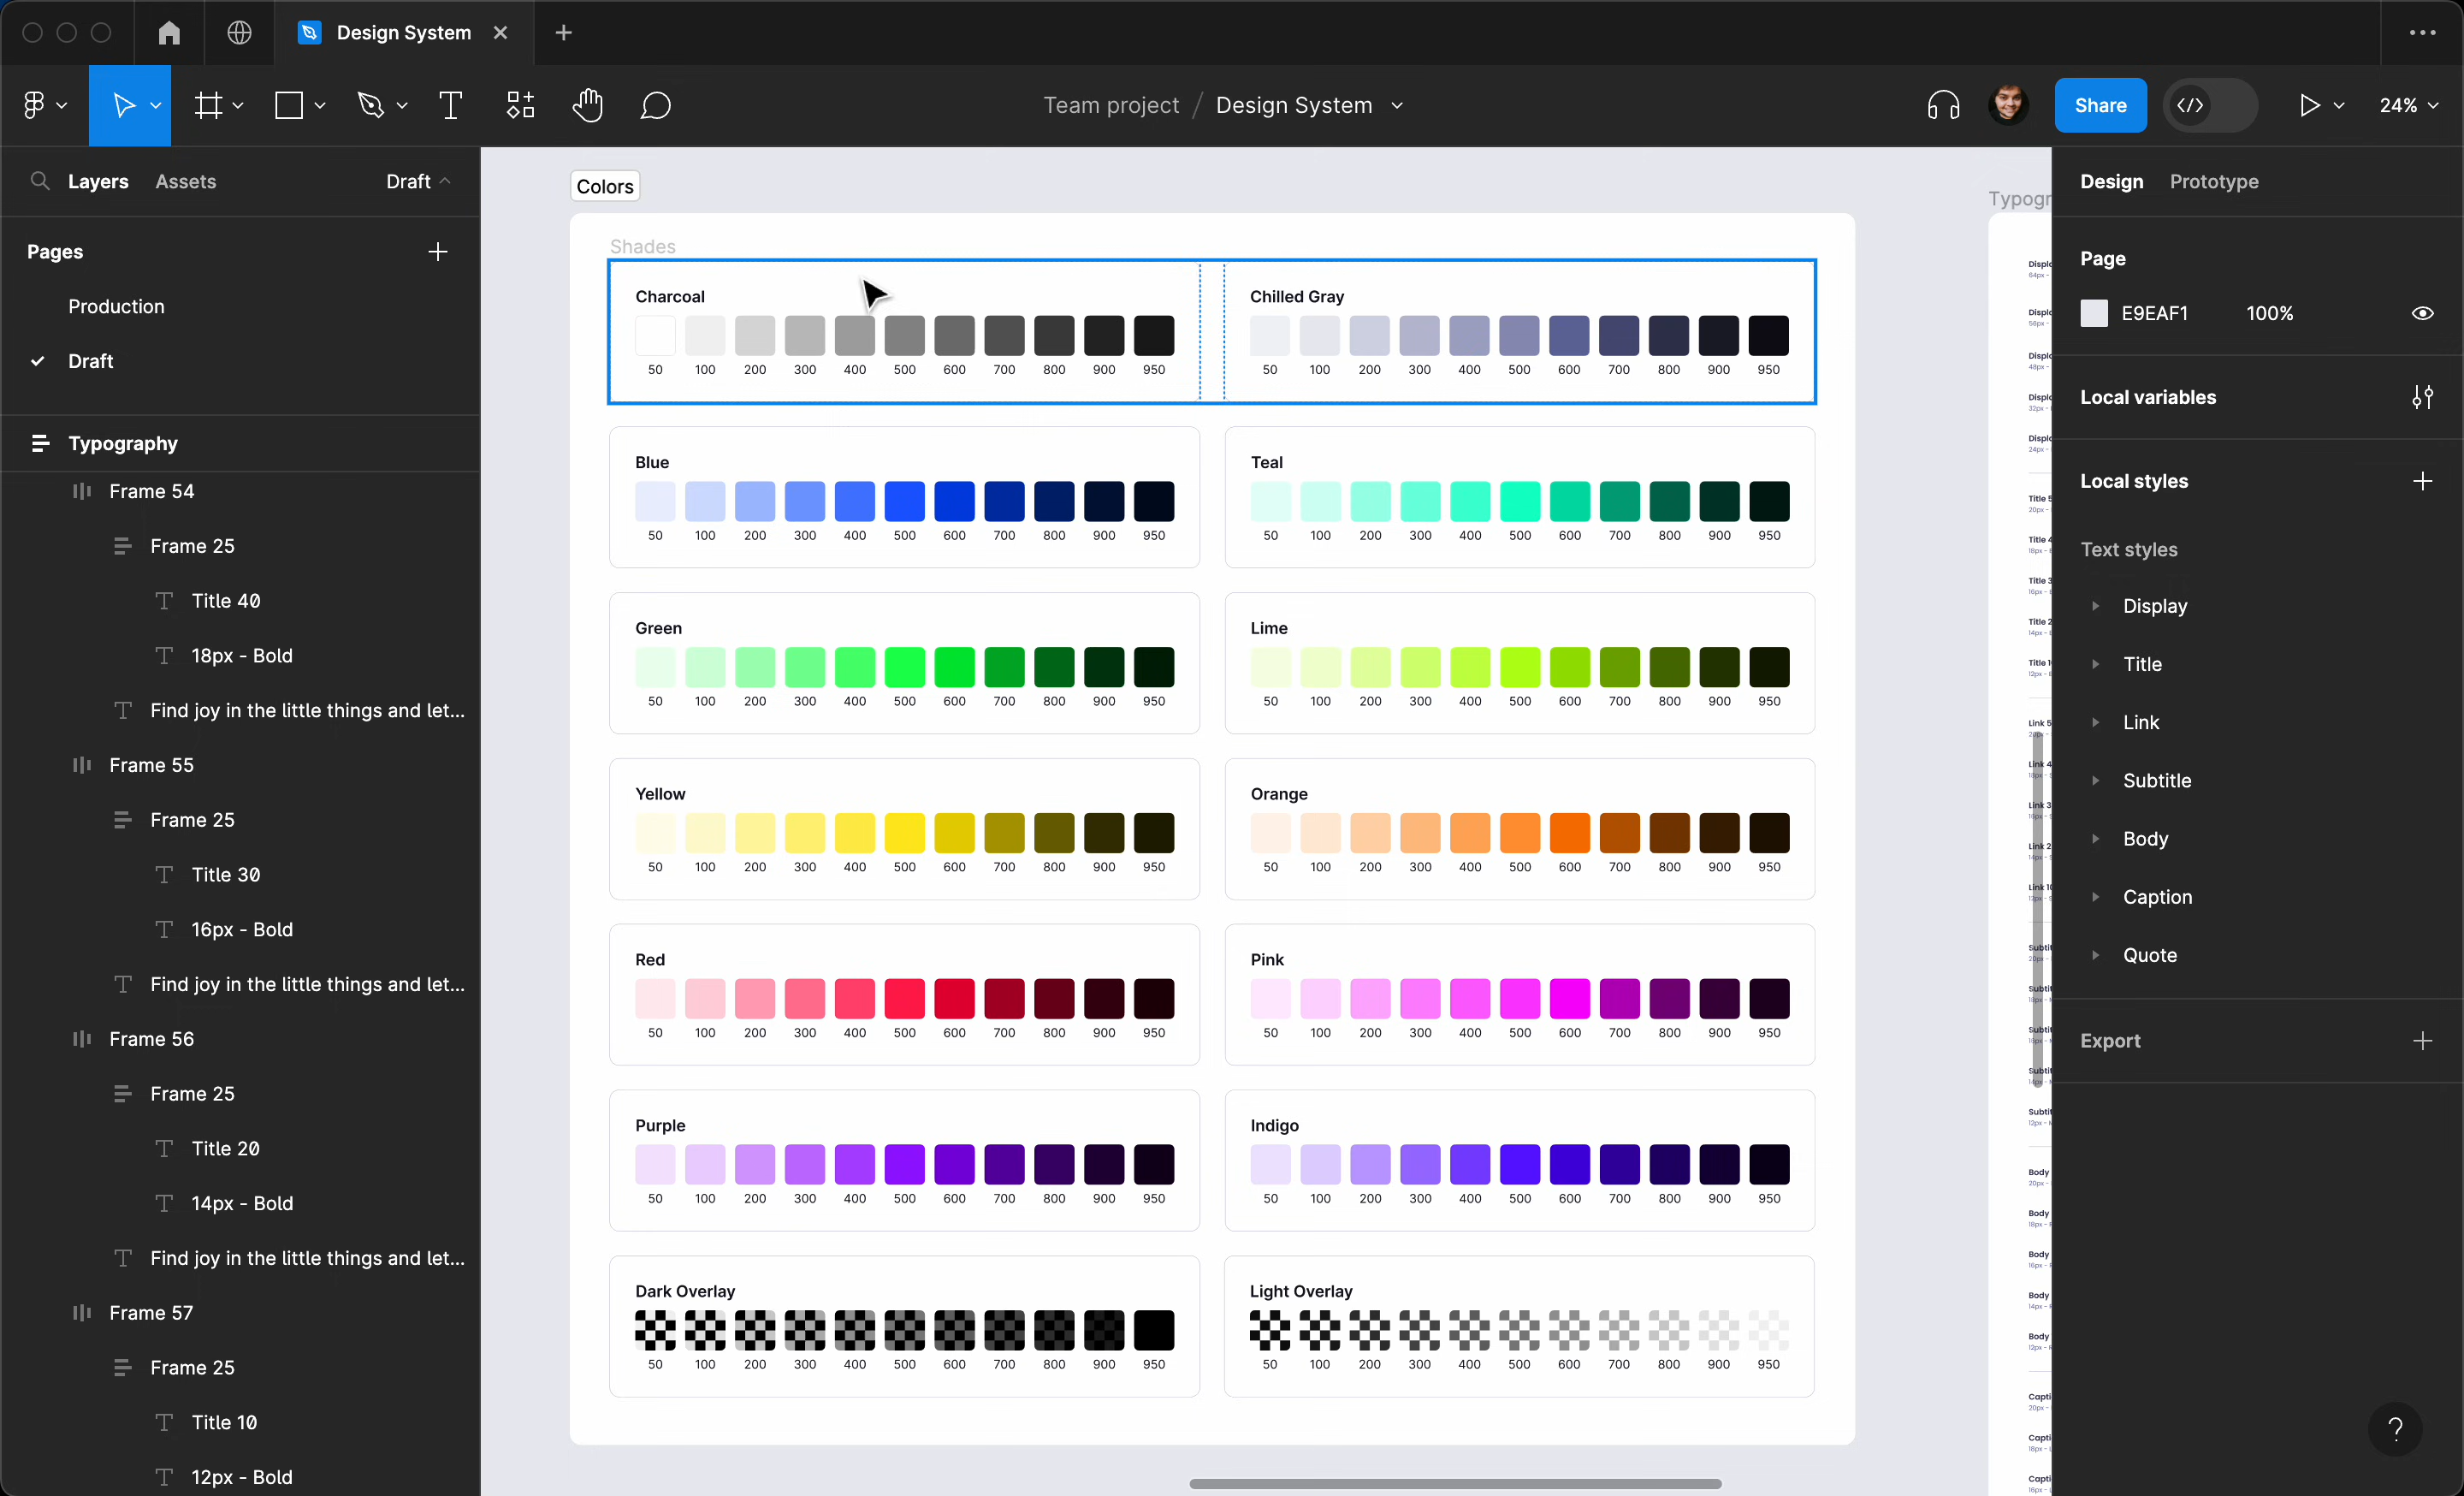 Design System
Team project / Design System
Share
24%
Layers Assets Draft
Pages
Production
Draft
Typography
Frame 54
Frame 25
Title 40
18px - Bold
Find joy in the little things and let...
Frame 55
Frame 25
Title 30
16px - Bold
Find joy in the little things and let...
Frame 56
Frame 25
Title 20
14px - Bold
Find joy in the little things and let...
Frame 57
Frame 25
Title 10
12px - Bold
Colors
Shades
Charcoal
50 100 200 300 400 500 600 700 800 900 950
Chilled Gray
50 100 200 300 400 500 600 700 800 900 950
Blue
50 100 200 300 400 500 600 700 800 900 950
Teal
50 100 200 300 400 500 600 700 800 900 950
Green
50 100 200 300 400 500 600 700 800 900 950
Lime
50 100 200 300 400 500 600 700 800 900 950
Yellow
50 100 200 300 400 500 600 700 800 900 950
Orange
50 100 200 300 400 500 600 700 800 900 950
Red
50 100 200 300 400 500 600 700 800 900 950
Pink
50 100 200 300 400 500 600 700 800 900 950
Purple
50 100 200 300 400 500 600 700 800 900 950
Indigo
50 100 200 300 400 500 600 700 800 900 950
Dark Overlay
50 100 200 300 400 500 600 700 800 900 950
Light Overlay
50 100 200 300 400 500 600 700 800 900 950
Typogr
Design Prototype
Page
E9EAF1 100%
Local variables
Local styles
Text styles
Display
Title
Link
Subtitle
Body
Caption
Quote
Export
?